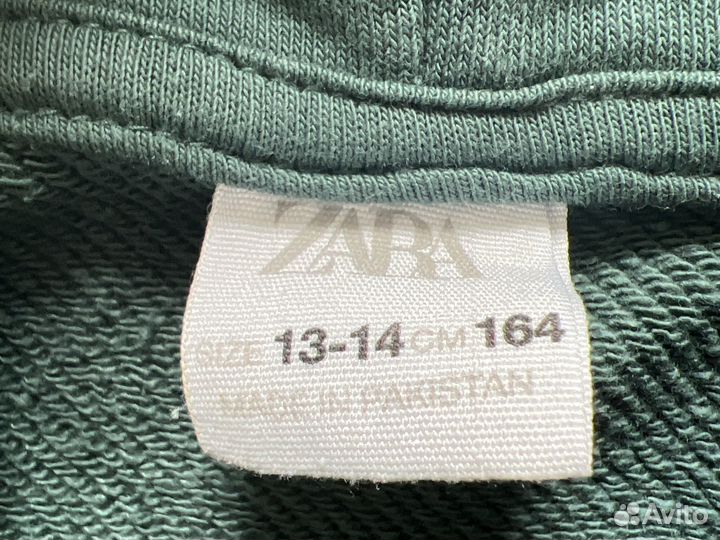 ZARA
SIZE 13-14 CM 164
MADE IN PAKISTAN
Avito